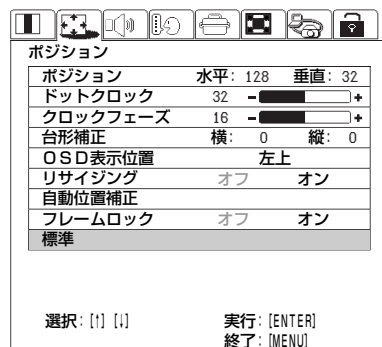 ポジション
ポジション 水平: 128 垂直: 32
ドットクロック 32 - +
クロックフェーズ 16 - +
台形補正 横: 0 縦: 0
OSD表示位置 左上
リサイジング オフ オン
自動位置補正
フレームロック オフ オン
標準
選択: [↑] [↓] 実行: [ENTER]
終了: [MENU]